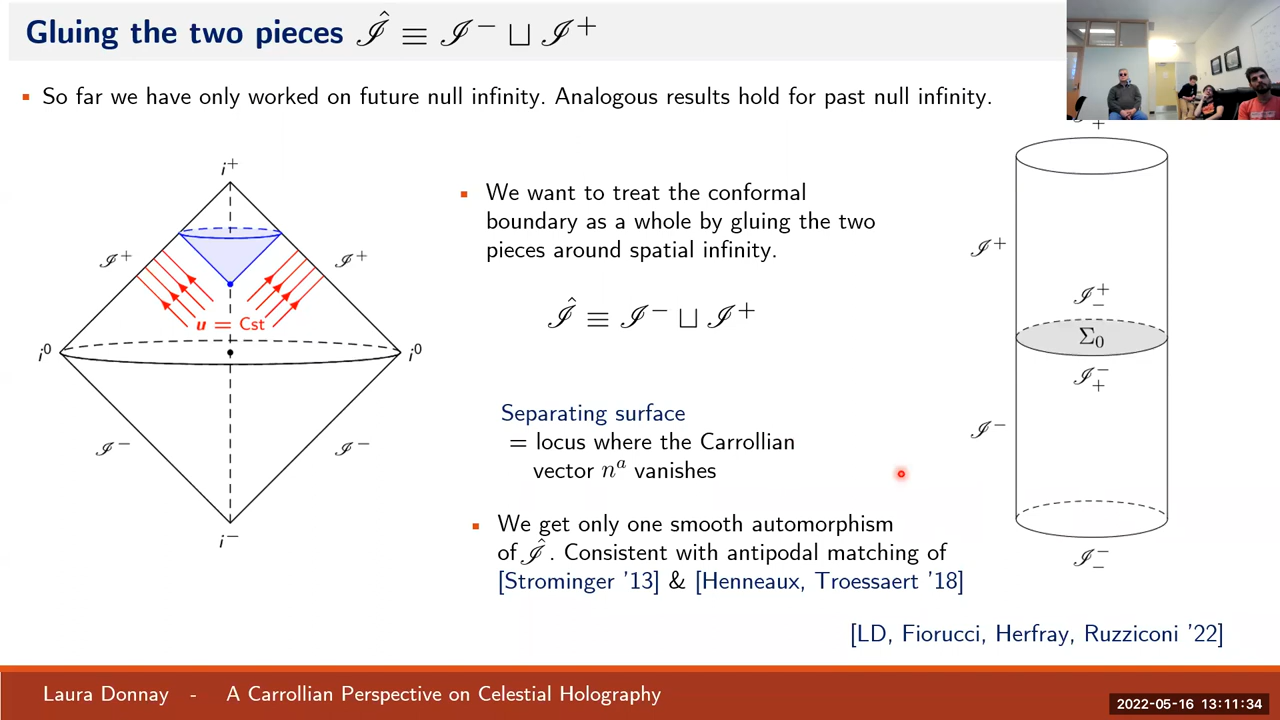 Gluing the two pieces 𝓘̂ ≡ 𝓘⁻ ⊔ 𝓘⁺
So far we have only worked on future null infinity. Analogous results hold for past null infinity.
i⁺
𝓘⁺
𝓘⁺
u = Cst
i⁰
i⁰
𝓘⁻
𝓘⁻
i⁻
We want to treat the conformal
boundary as a whole by gluing the two
pieces around spatial infinity.
𝓘̂ ≡ 𝓘⁻ ⊔ 𝓘⁺
Separating surface
= locus where the Carrollian
vector nᵃ vanishes
We get only one smooth automorphism
of 𝓘̂. Consistent with antipodal matching of
[Strominger '13] & [Henneaux, Troessaert '18]
𝓘⁺
𝓘⁺₋
Σ₀
𝓘⁻₊
𝓘⁻
𝓘⁻₋
[LD, Fiorucci, Herfray, Ruzziconi '22]
Laura Donnay - A Carrollian Perspective on Celestial Holography
2022-05-16 13:11:34